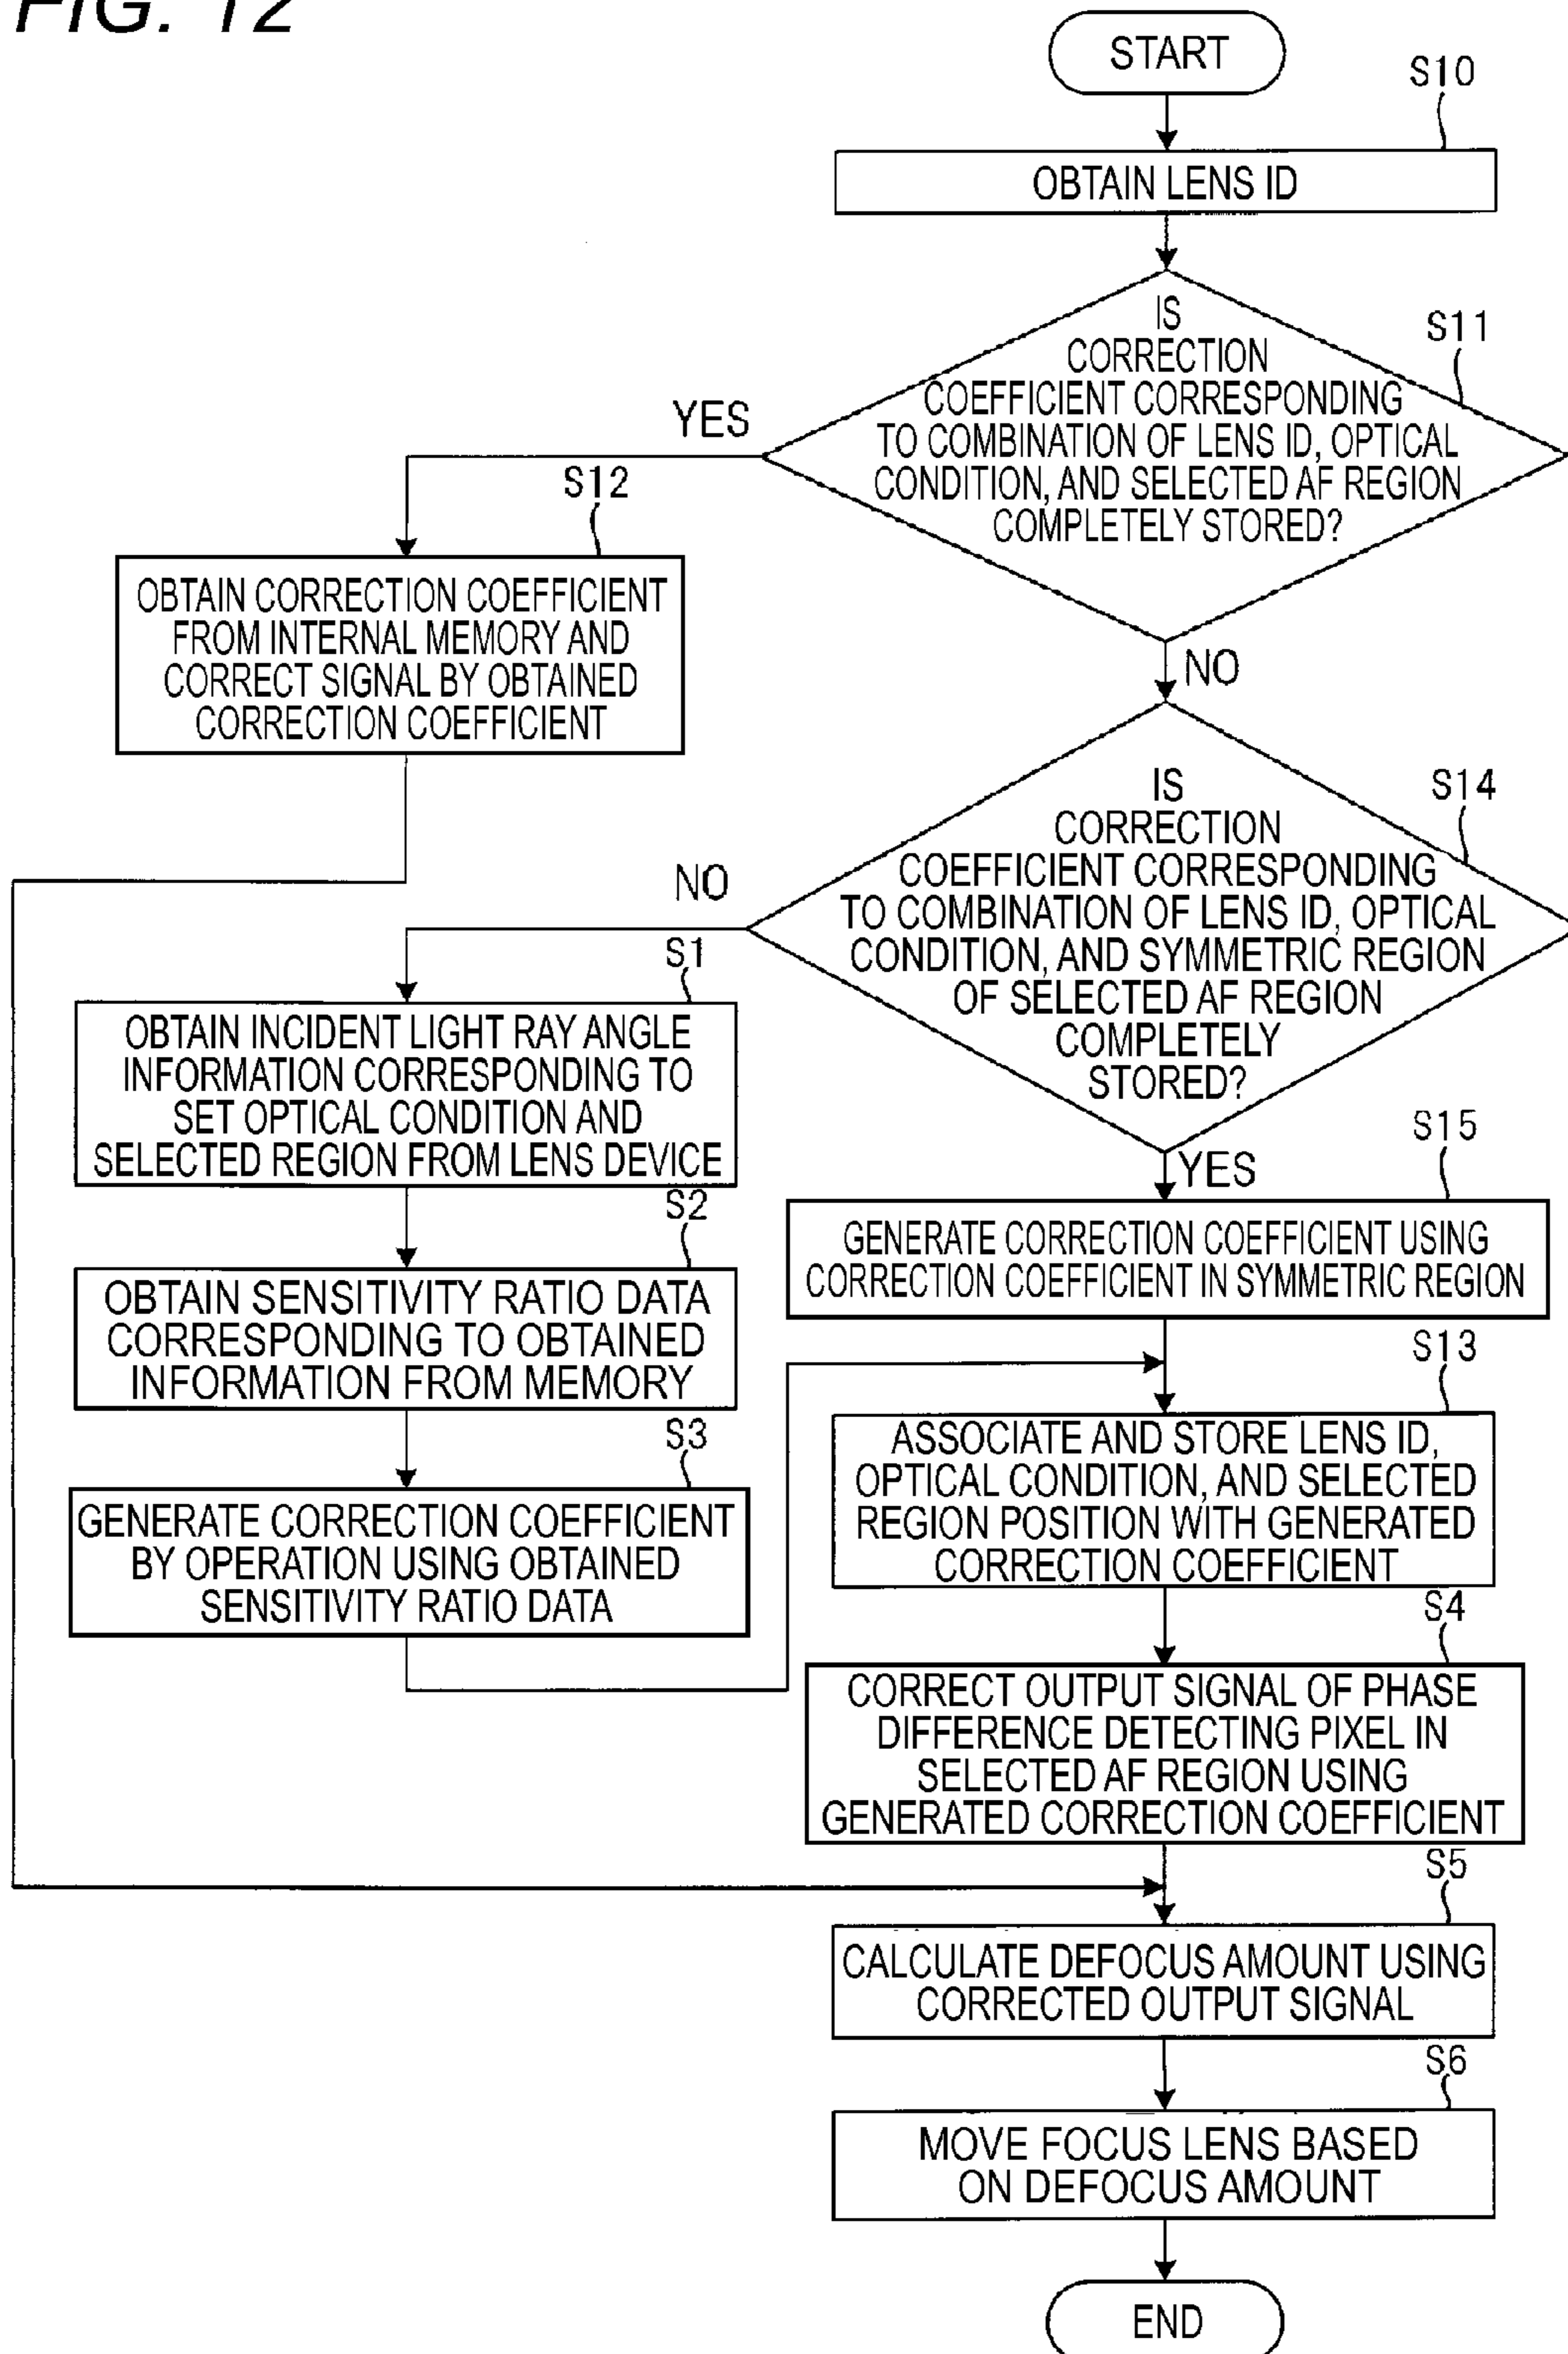 FIG. 12
START
S10
OBTAIN LENS ID
S11
IS
CORRECTION
COEFFICIENT CORRESPONDING
TO COMBINATION OF LENS ID, OPTICAL
CONDITION, AND SELECTED AF REGION
COMPLETELY STORED?
YES
S12
OBTAIN CORRECTION COEFFICIENT
FROM INTERNAL MEMORY AND
CORRECT SIGNAL BY OBTAINED
CORRECTION COEFFICIENT
NO
S14
IS
CORRECTION
COEFFICIENT CORRESPONDING
TO COMBINATION OF LENS ID, OPTICAL
CONDITION, AND SYMMETRIC REGION
OF SELECTED AF REGION
COMPLETELY
STORED?
NO
S1
OBTAIN INCIDENT LIGHT RAY ANGLE
INFORMATION CORRESPONDING TO
SET OPTICAL CONDITION AND
SELECTED REGION FROM LENS DEVICE
S2
OBTAIN SENSITIVITY RATIO DATA
CORRESPONDING TO OBTAINED
INFORMATION FROM MEMORY
S3
GENERATE CORRECTION COEFFICIENT
BY OPERATION USING OBTAINED
SENSITIVITY RATIO DATA
YES
S15
GENERATE CORRECTION COEFFICIENT USING
CORRECTION COEFFICIENT IN SYMMETRIC REGION
S13
ASSOCIATE AND STORE LENS ID,
OPTICAL CONDITION, AND SELECTED
REGION POSITION WITH GENERATED
CORRECTION COEFFICIENT
S4
CORRECT OUTPUT SIGNAL OF PHASE
DIFFERENCE DETECTING PIXEL IN
SELECTED AF REGION USING
GENERATED CORRECTION COEFFICIENT
S5
CALCULATE DEFOCUS AMOUNT USING
CORRECTED OUTPUT SIGNAL
S6
MOVE FOCUS LENS BASED
ON DEFOCUS AMOUNT
END